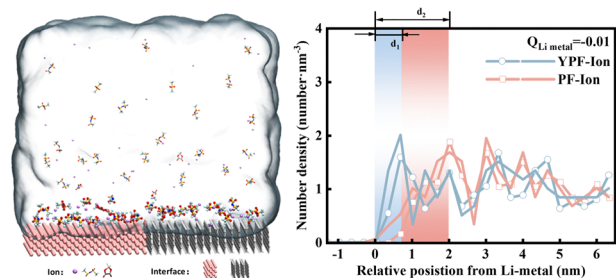 Ion:
Interface:
d₂
d₁
Q Li metal=-0.01
YPF-Ion
PF-Ion
4
3
2
1
0
Number density (number·nm⁻³)
-1 0 1 2 3 4 5 6
Relative posistion from Li-metal (nm)